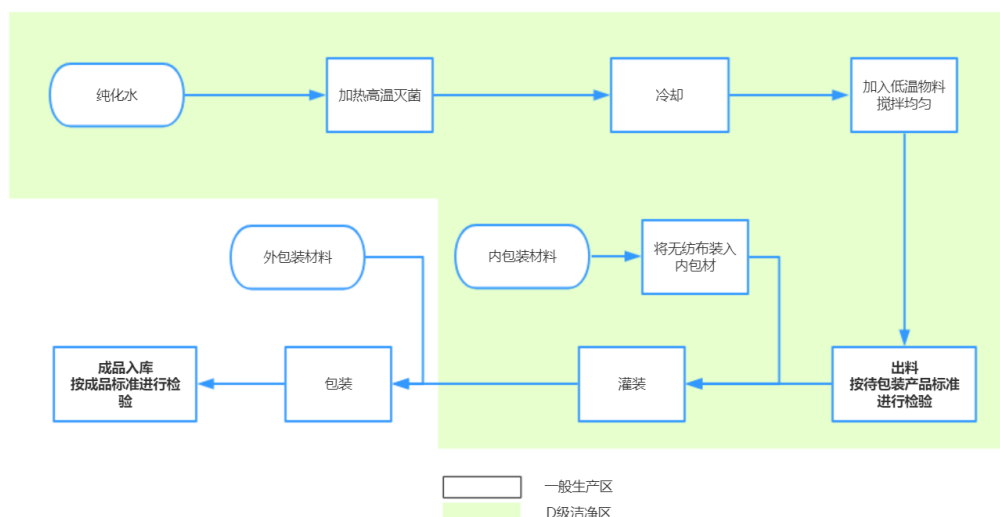 纯化水
加热高温灭菌
冷却
加入低温物料
搅拌均匀
外包装材料
内包装材料
将无纺布装入
内包材
成品入库
按成品标准进行检
验
包装
灌装
出料
按待包装产品标准
进行检验
一般生产区
D级洁净区